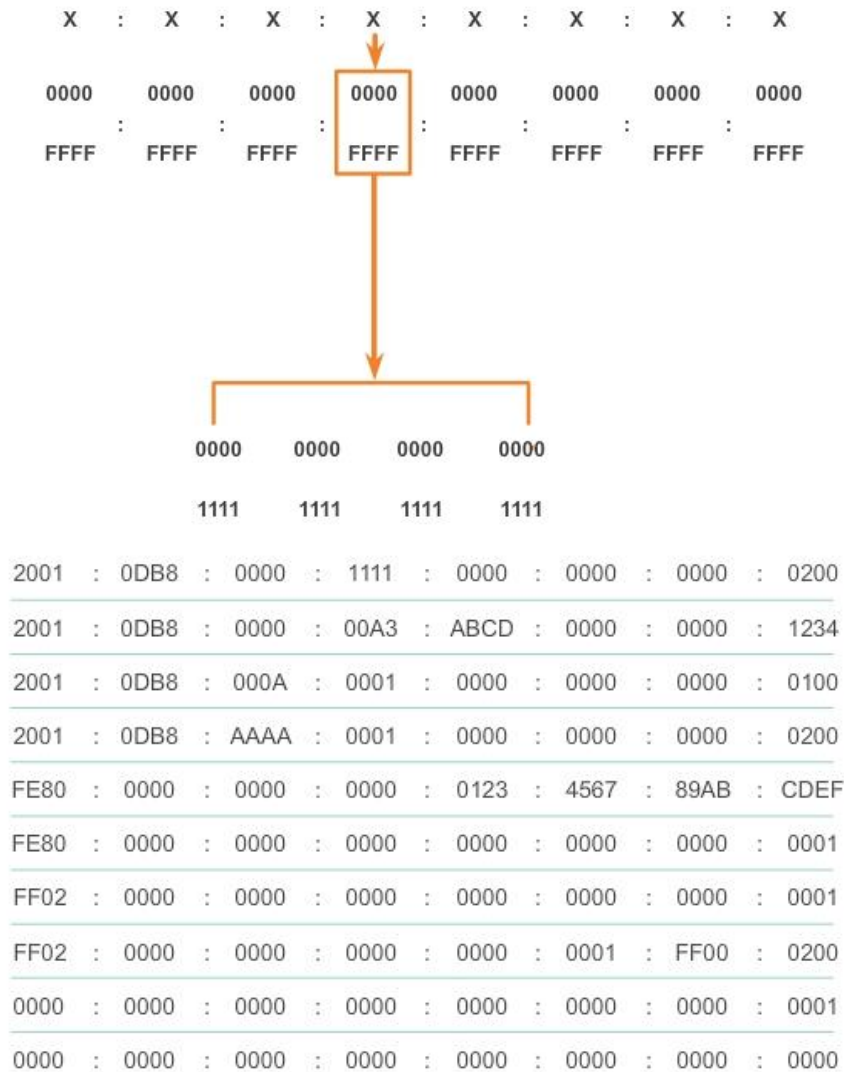 X : X : X : X : X : X : X : X
0000 0000 0000 0000 0000 0000 0000 0000
: : : : : : :
FFFF FFFF FFFF FFFF FFFF FFFF FFFF FFFF
0000 0000 0000 0000
1111 1111 1111 1111
2001 : 0DB8 : 0000 : 1111 : 0000 : 0000 : 0000 : 0200
2001 : 0DB8 : 0000 : 00A3 : ABCD : 0000 : 0000 : 1234
2001 : 0DB8 : 000A : 0001 : 0000 : 0000 : 0000 : 0100
2001 : 0DB8 : AAAA : 0001 : 0000 : 0000 : 0000 : 0200
FE80 : 0000 : 0000 : 0000 : 0123 : 4567 : 89AB : CDEF
FE80 : 0000 : 0000 : 0000 : 0000 : 0000 : 0000 : 0001
FF02 : 0000 : 0000 : 0000 : 0000 : 0000 : 0000 : 0001
FF02 : 0000 : 0000 : 0000 : 0000 : 0001 : FF00 : 0200
0000 : 0000 : 0000 : 0000 : 0000 : 0000 : 0000 : 0001
0000 : 0000 : 0000 : 0000 : 0000 : 0000 : 0000 : 0000